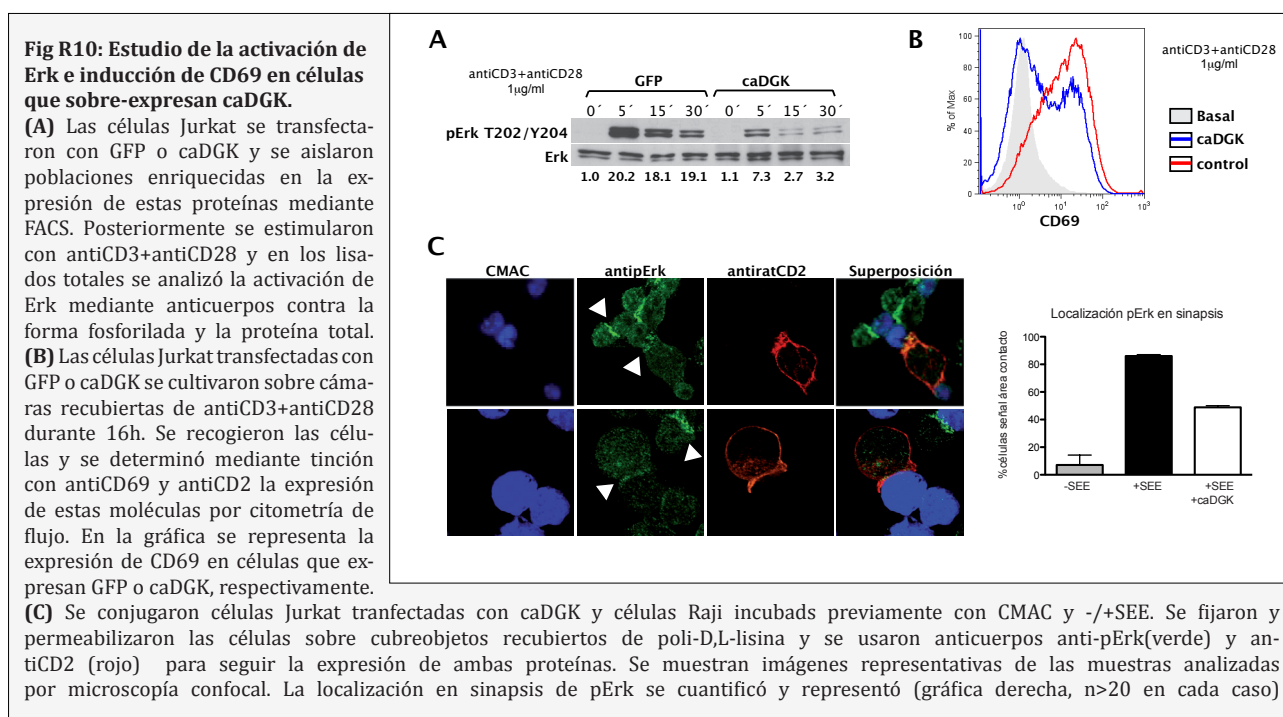 Fig R10: Estudio de la activación de
Erk e inducción de CD69 en células
que sobre-expresan caDGK.
(A) Las células Jurkat se transfecta-
ron con GFP o caDGK y se aislaron
poblaciones enriquecidas en la ex-
presión de estas proteínas mediante
FACS. Posteriormente se estimularon
con antiCD3+antiCD28 y en los lisa-
dos totales se analizó la activación de
Erk mediante anticuerpos contra la
forma fosforilada y la proteína total.
(B) Las células Jurkat transfectadas con
GFP o caDGK se cultivaron sobre cáma-
ras recubiertas de antiCD3+antiCD28
durante 16h. Se recogieron las célu-
las y se determinó mediante tinción
con antiCD69 y antiCD2 la expresión
de estas moléculas por citometría de
flujo. En la gráfica se representa la
expresión de CD69 en células que ex-
presan GFP o caDGK, respectivamente.
(C) Se conjugaron células Jurkat tranfectadas con caDGK y células Raji incubads previamente con CMAC y -/+SEE. Se fijaron y
permeabilizaron las células sobre cubreobjetos recubiertos de poli-D,L-lisina y se usaron anticuerpos anti-pErk(verde) y an-
tiCD2 (rojo) para seguir la expresión de ambas proteínas. Se muestran imágenes representativas de las muestras analizadas
por microscopía confocal. La localización en sinapsis de pErk se cuantificó y representó (gráfica derecha, n>20 en cada caso)
A
antiCD3+antiCD28
1µg/ml
GFP caDGK
0´ 5´ 15´ 30´ 0´ 5´ 15´ 30´
pErk T202/Y204
Erk
1.0 20.2 18.1 19.1 1.1 7.3 2.7 3.2
B
% of Max
100
80
60
40
20
0
10⁰ 10¹ 10² 10³
CD69
antiCD3+antiCD28
1µg/ml
Basal
caDGK
control
C
CMAC antipErk antiratCD2 Superposición
Localización pErk en sinapsis
%células señal área contacto
100
80
60
40
20
0
-SEE +SEE +SEE
+caDGK